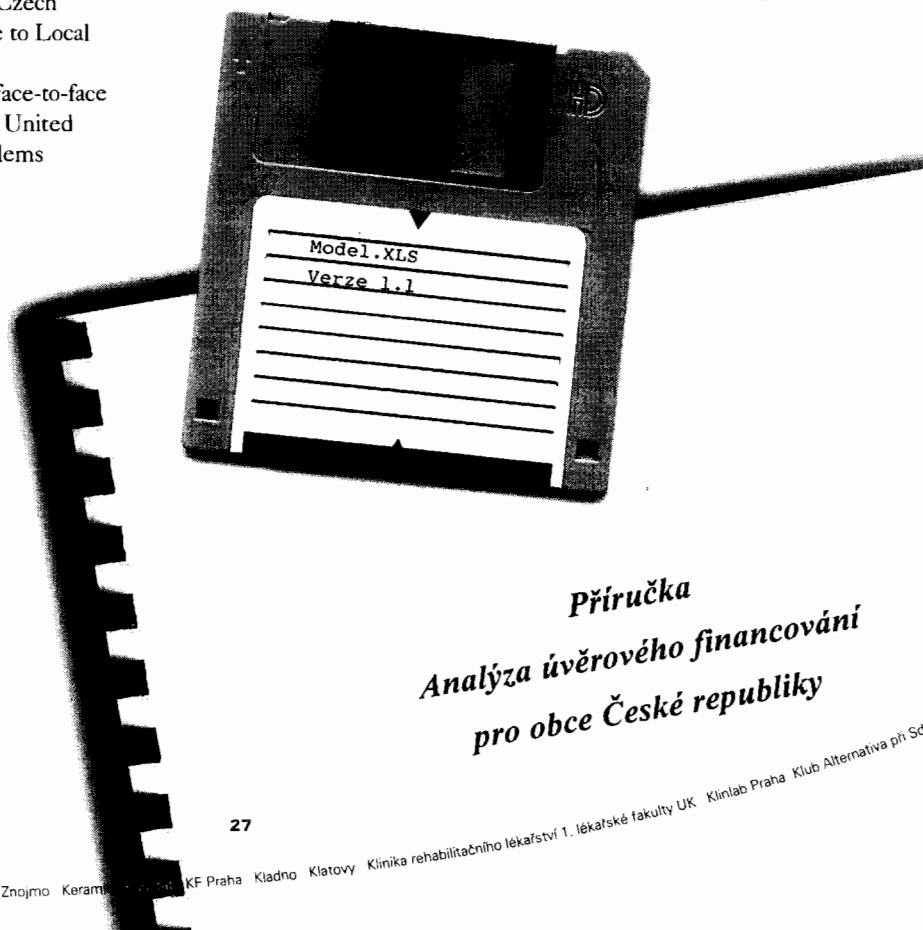 Czech
e to Local
face-to-face
United
lems
HD
Model.XLS
Verze 1.1
Příručka
Analýza úvěrového financování
pro obce České republiky
27
Znojmo Keram KF Praha Kladno Klatovy Klinika rehabilitačního lékařství 1. lékařské fakulty UK Klinlab Praha Klub Alternativa při Sd